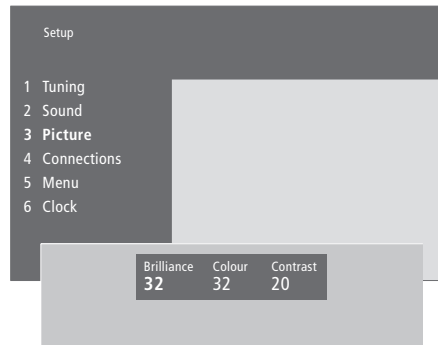 Setup
1 Tuning
2 Sound
3 Picture
4 Connections
5 Menu
6 Clock
Brilliance Colour Contrast
32 32 20